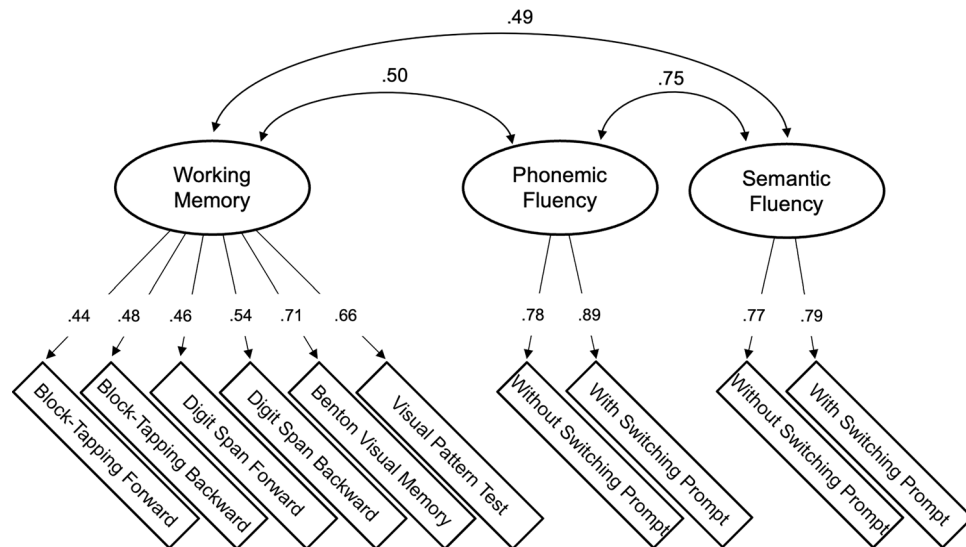 .49
.50
.75
Working
Memory
Phonemic
Fluency
Semantic
Fluency
.44
.48
.46
.54
.71
.66
.78
.89
.77
.79
Block-Tapping Forward
Block-Tapping Backward
Digit Span Forward
Digit Span Backward
Benton Visual Memory
Visual Pattern Test
Without Switching Prompt
With Switching Prompt
Without Switching Prompt
With Switching Prompt